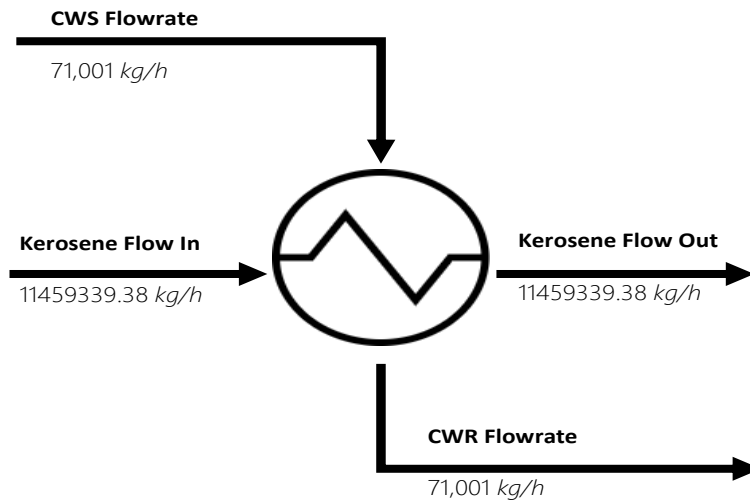 CWS Flowrate
71,001 kg/h
Kerosene Flow In
11459339.38 kg/h
Kerosene Flow Out
11459339.38 kg/h
CWR Flowrate
71,001 kg/h